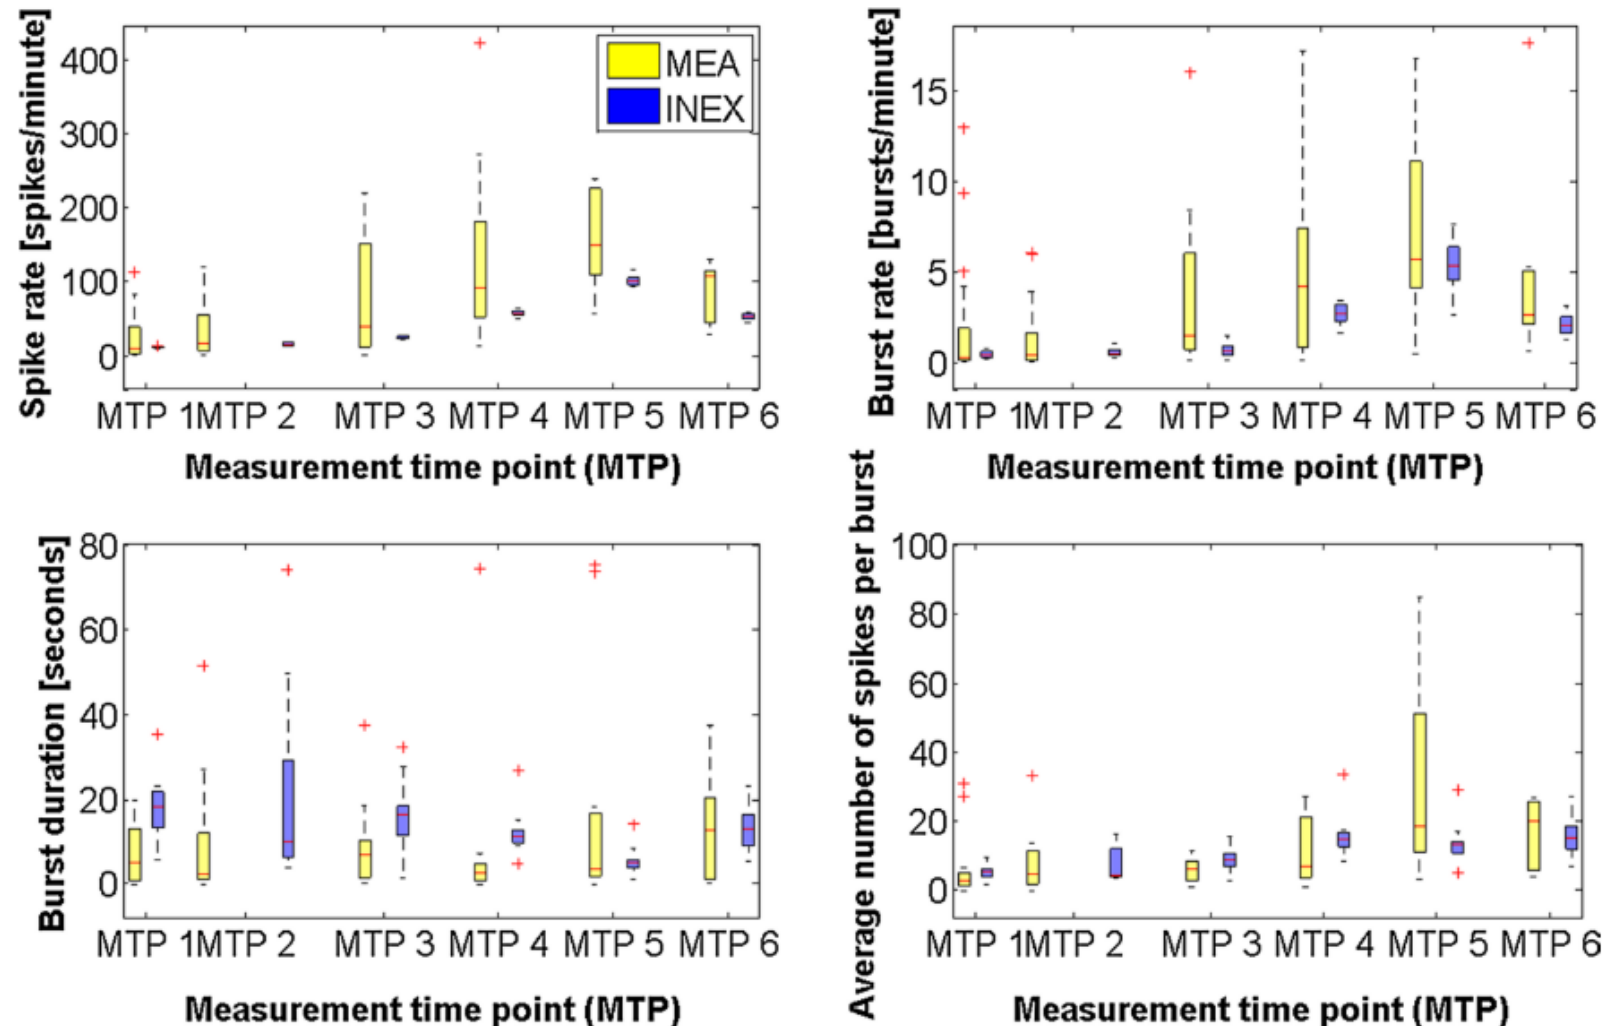 Spike rate [spikes/minute]
400
300
200
100
0
MEA
INEX
MTP 1MTP 2 MTP 3 MTP 4 MTP 5 MTP 6
Measurement time point (MTP)
Burst rate [bursts/minute]
15
10
5
0
MTP 1MTP 2 MTP 3 MTP 4 MTP 5 MTP 6
Measurement time point (MTP)
Burst duration [seconds]
80
60
40
20
0
MTP 1MTP 2 MTP 3 MTP 4 MTP 5 MTP 6
Measurement time point (MTP)
Average number of spikes per burst
100
80
60
40
20
0
MTP 1MTP 2 MTP 3 MTP 4 MTP 5 MTP 6
Measurement time point (MTP)